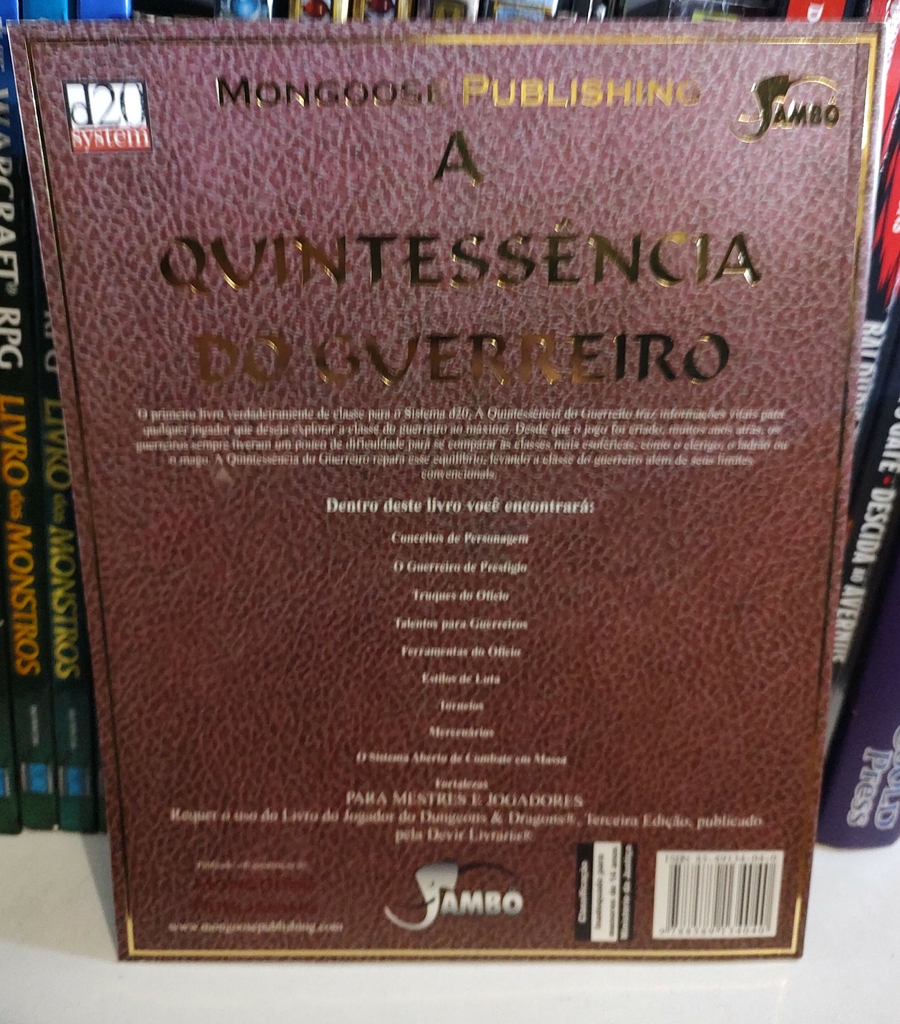 d20
system
MONGOOSE PUBLISHING
JAMBÔ
A
QUINTESSÊNCIA
DO GUERREIRO
O primeiro livro verdadeiramente de classe para o Sistema d20, A Quintessência do Guerreiro traz informações vitais para
qualquer jogador que deseja explorar a classe do guerreiro ao máximo. Desde que o jogo foi criado, muitos anos atrás, os
guerreiros sempre tiveram um pouco de dificuldade para se comparar às classes mais esotéricas, como o clérigo, o ladrão ou
o mago. A Quintessência do Guerreiro repara esse equilíbrio, levando a classe do guerreiro além de seus limites
convencionais.
Dentro deste livro você encontrará:
Conceitos de Personagem
O Guerreiro de Prestígio
Truques do Ofício
Talentos para Guerreiros
Ferramentas do Ofício
Estilos de Luta
Torneios
Mercenários
O Sistema Aberto de Combate em Massa
Fortalezas
PARA MESTRES E JOGADORES
Requer o uso do Livro do Jogador do Dungeons & Dragons®, Terceira Edição, publicado
pela Devir Livraria®
www.mongoosepublishing.com
JAMBÔ
WARCRAFT RPG LIVRO dos MONSTROS
RPG LIVRO dos MONSTROS
GATE • DESCIDA ao AVERNUS
Press